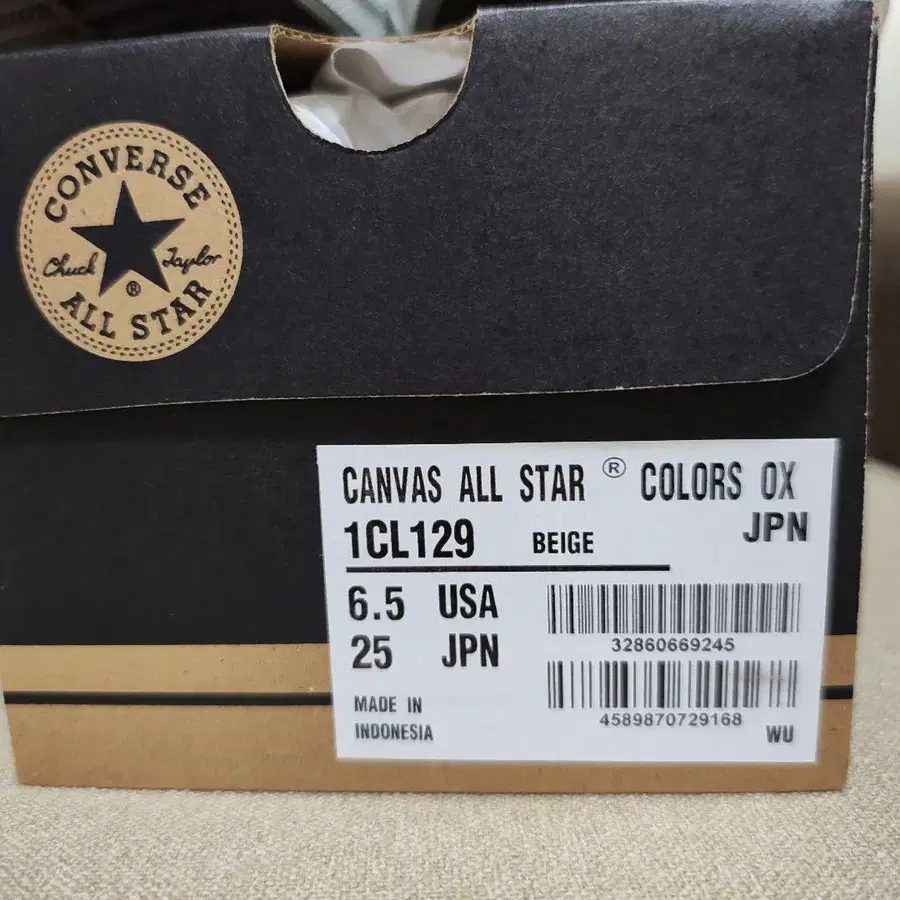 CONVERSE
Chuck Taylor
®
ALL STAR
CANVAS ALL STAR ® COLORS OX
1CL129 BEIGE JPN
6.5 USA
25 JPN
32860669245
MADE IN
INDONESIA
4589870729168
WU